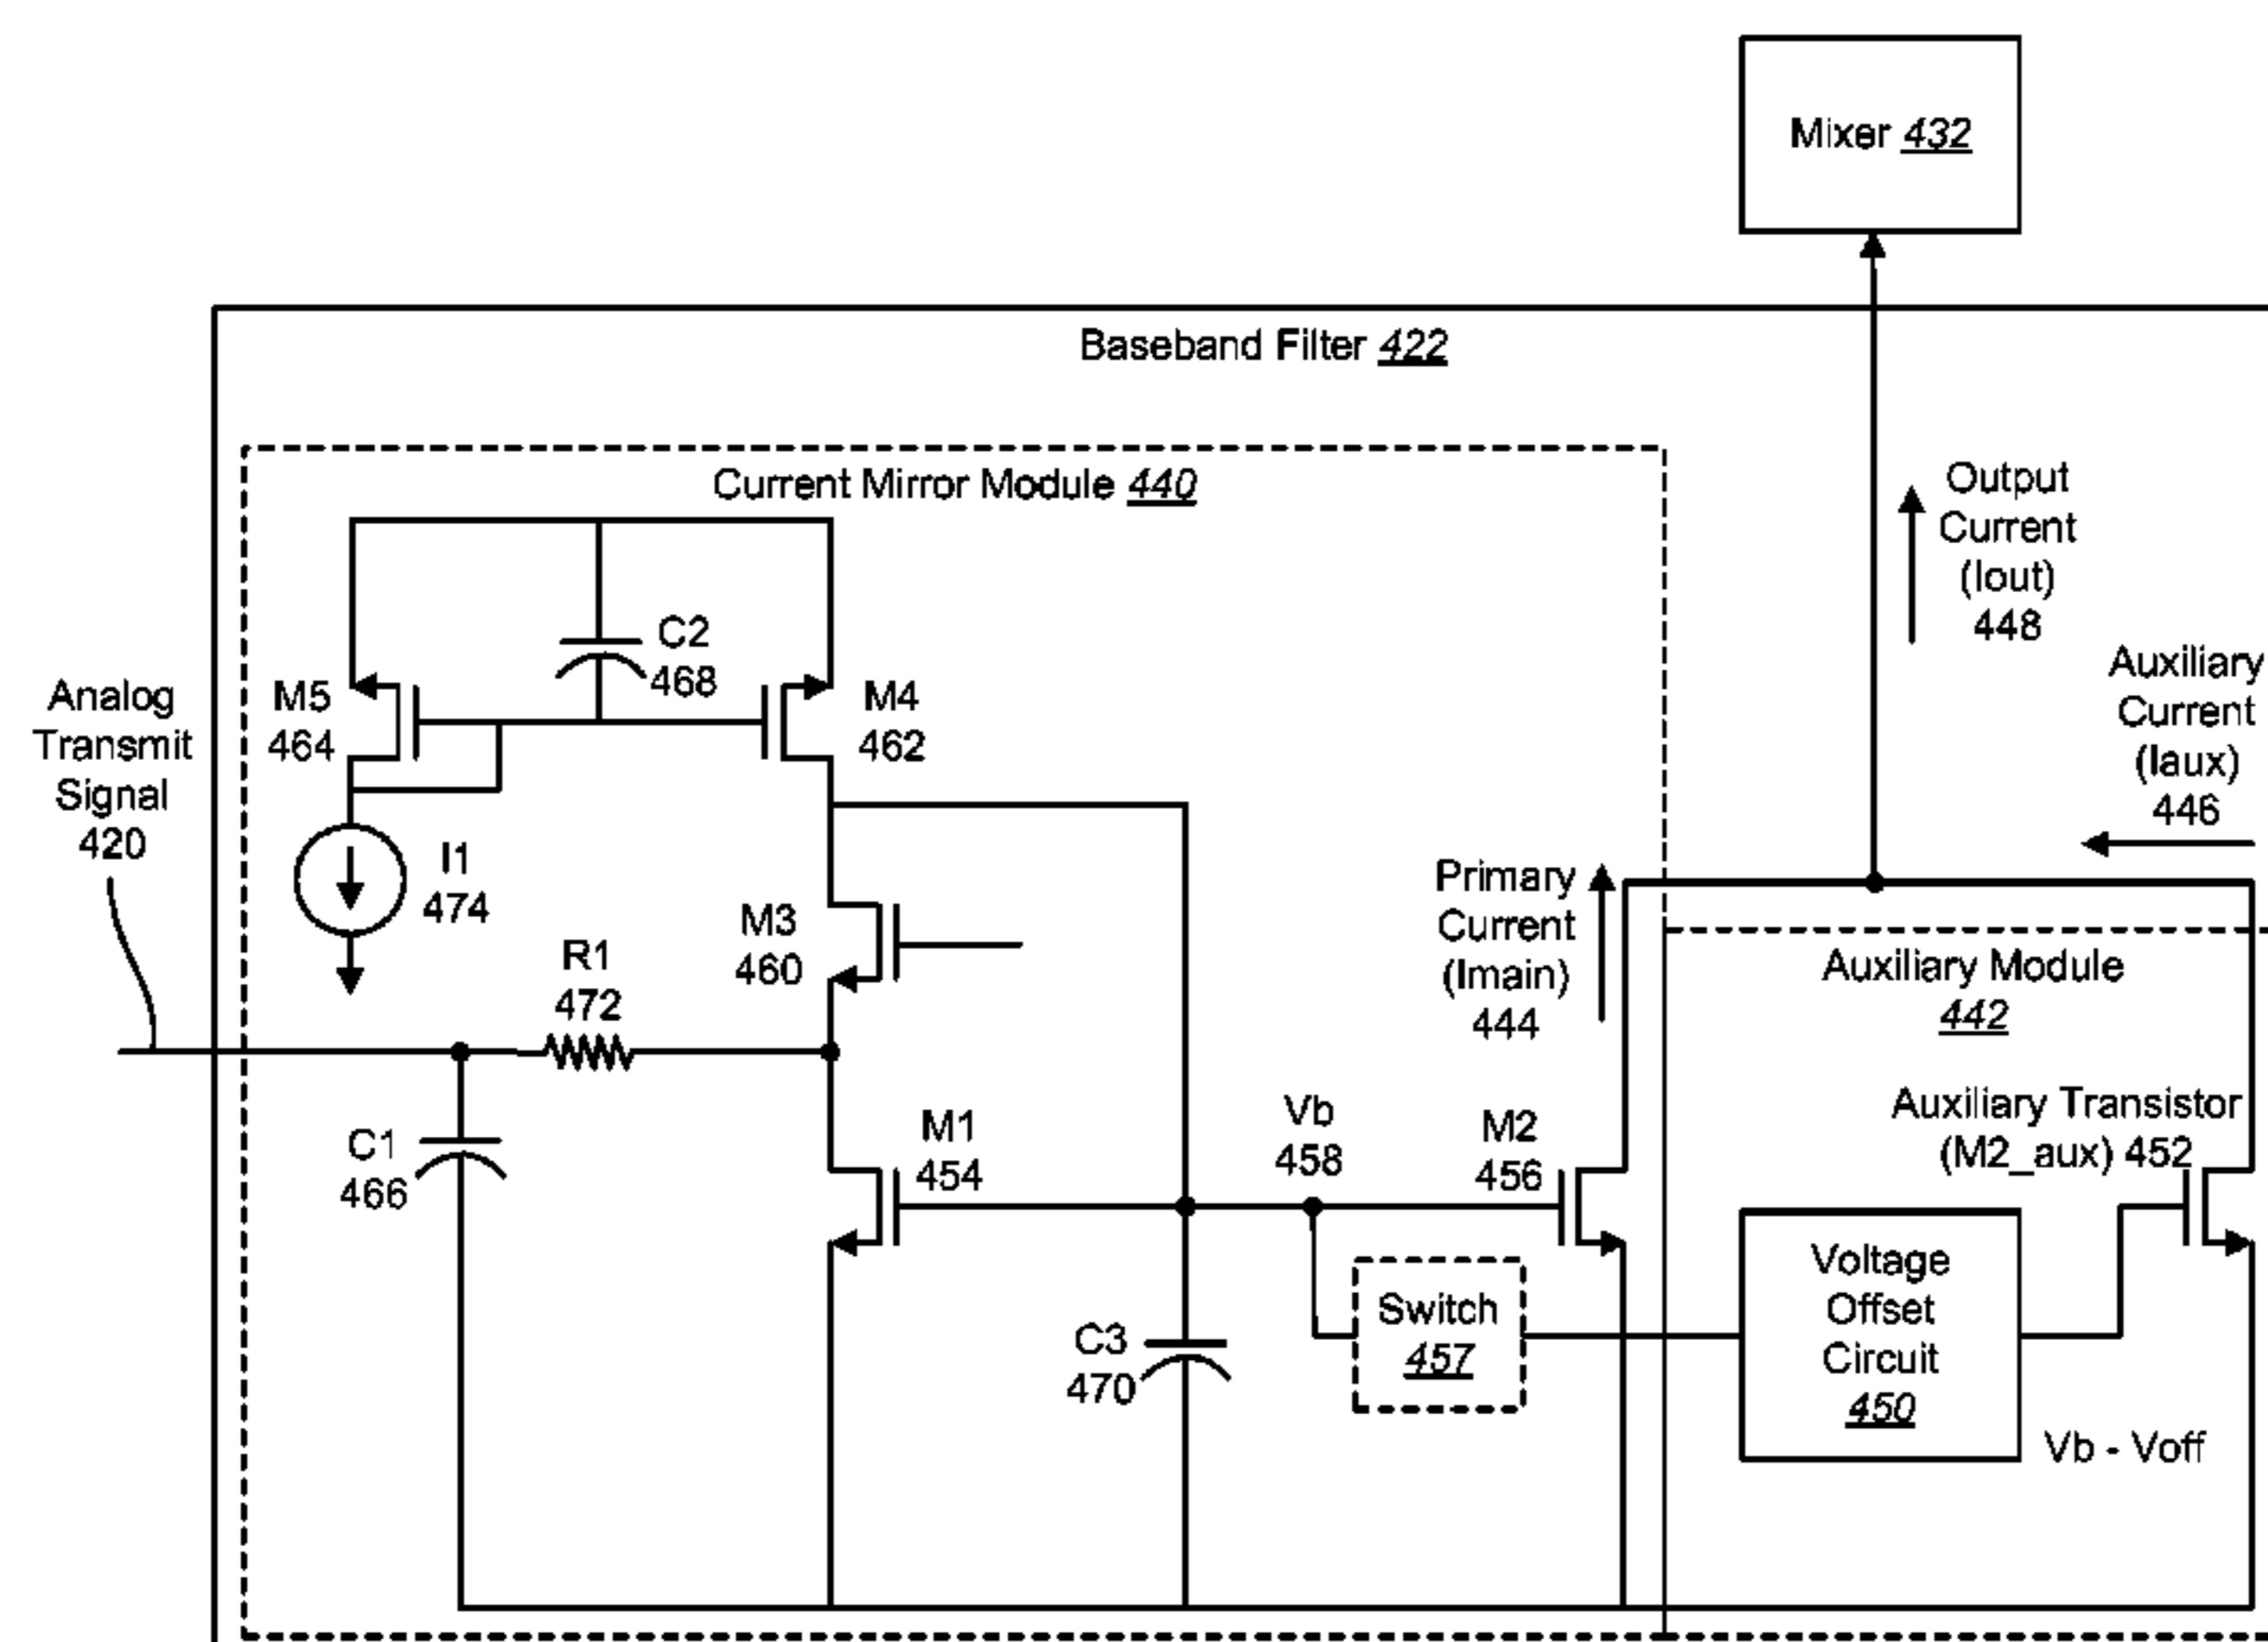 Mixer 432
Baseband Filter 422
Current Mirror Module 440
Output
Current
(Iout)
448
Auxiliary
Current
(Iaux)
446
C2
468
M5
464
M4
462
Analog
Transmit
Signal
420
I1
474
M3
460
R1
472
Primary
Current
(Imain)
444
Auxiliary Module
442
Auxiliary Transistor
(M2_aux) 452
C1
466
M1
454
Vb
458
M2
456
Switch
457
Voltage
Offset
Circuit
450
C3
470
Vb - Voff